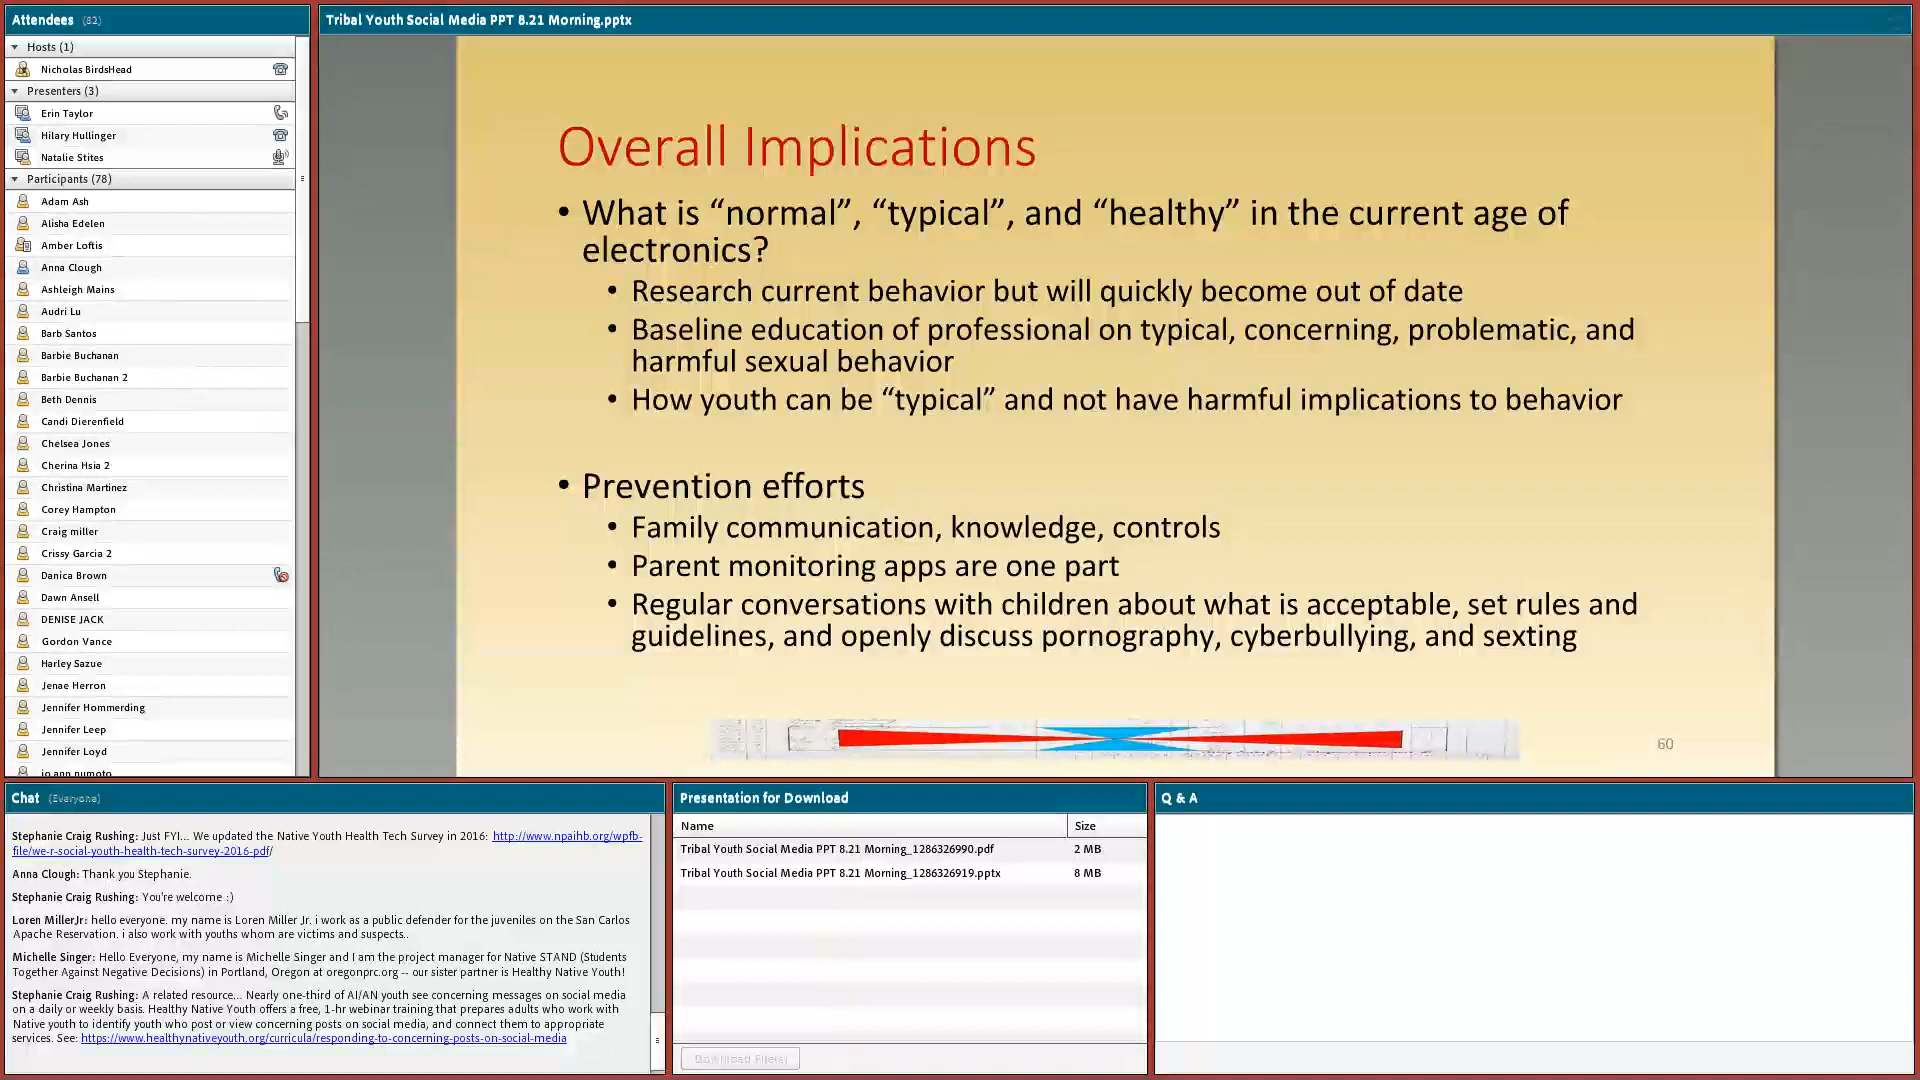 Attendees (82)
Hosts (1)
Nicholas BirdsHead
Presenters (3)
Erin Taylor
Hilary Hullinger
Natalie Stites
Participants (78)
Adam Ash
Alisha Edelen
Amber Loftis
Anna Clough
Ashleigh Mains
Audri Lu
Barb Santos
Barbie Buchanan
Barbie Buchanan 2
Beth Dennis
Candi Dierenfield
Chelsea Jones
Cherina Hsia 2
Christina Martinez
Corey Hampton
Craig miller
Crissy Garcia 2
Danica Brown
Dawn Ansell
DENISE JACK
Gordon Vance
Harley Sazue
Jenae Herron
Jennifer Hommerding
Jennifer Leep
Jennifer Loyd
jo ann numoto
Tribal Youth Social Media PPT 8.21 Morning.pptx
Overall Implications
• What is “normal”, “typical”, and “healthy” in the current age of
electronics?
• Research current behavior but will quickly become out of date
• Baseline education of professional on typical, concerning, problematic, and
harmful sexual behavior
• How youth can be “typical” and not have harmful implications to behavior
• Prevention efforts
• Family communication, knowledge, controls
• Parent monitoring apps are one part
• Regular conversations with children about what is acceptable, set rules and
guidelines, and openly discuss pornography, cyberbullying, and sexting
60
Chat (Everyone)
Stephanie Craig Rushing: Just FYI... We updated the Native Youth Health Tech Survey in 2016: http://www.npaihb.org/wpfb-
file/we-r-social-youth-health-tech-survey-2016-pdf/
Anna Clough: Thank you Stephanie.
Stephanie Craig Rushing: You're welcome :)
Loren MillerJr: hello everyone. my name is Loren Miller Jr. i work as a public defender for the juveniles on the San Carlos
Apache Reservation. i also work with youths whom are victims and suspects..
Michelle Singer: Hello Everyone, my name is Michelle Singer and I am the project manager for Native STAND (Students
Together Against Negative Decisions) in Portland, Oregon at oregonprc.org -- our sister partner is Healthy Native Youth!
Stephanie Craig Rushing: A related resource... Nearly one-third of AI/AN youth see concerning messages on social media
on a daily or weekly basis. Healthy Native Youth offers a free, 1-hr webinar training that prepares adults who work with
Native youth to identify youth who post or view concerning posts on social media, and connect them to appropriate
services. See: https://www.healthynativeyouth.org/curricula/responding-to-concerning-posts-on-social-media
Presentation for Download
Name Size
Tribal Youth Social Media PPT 8.21 Morning_1286326990.pdf 2 MB
Tribal Youth Social Media PPT 8.21 Morning_1286326919.pptx 8 MB
Download File(s)
Q & A